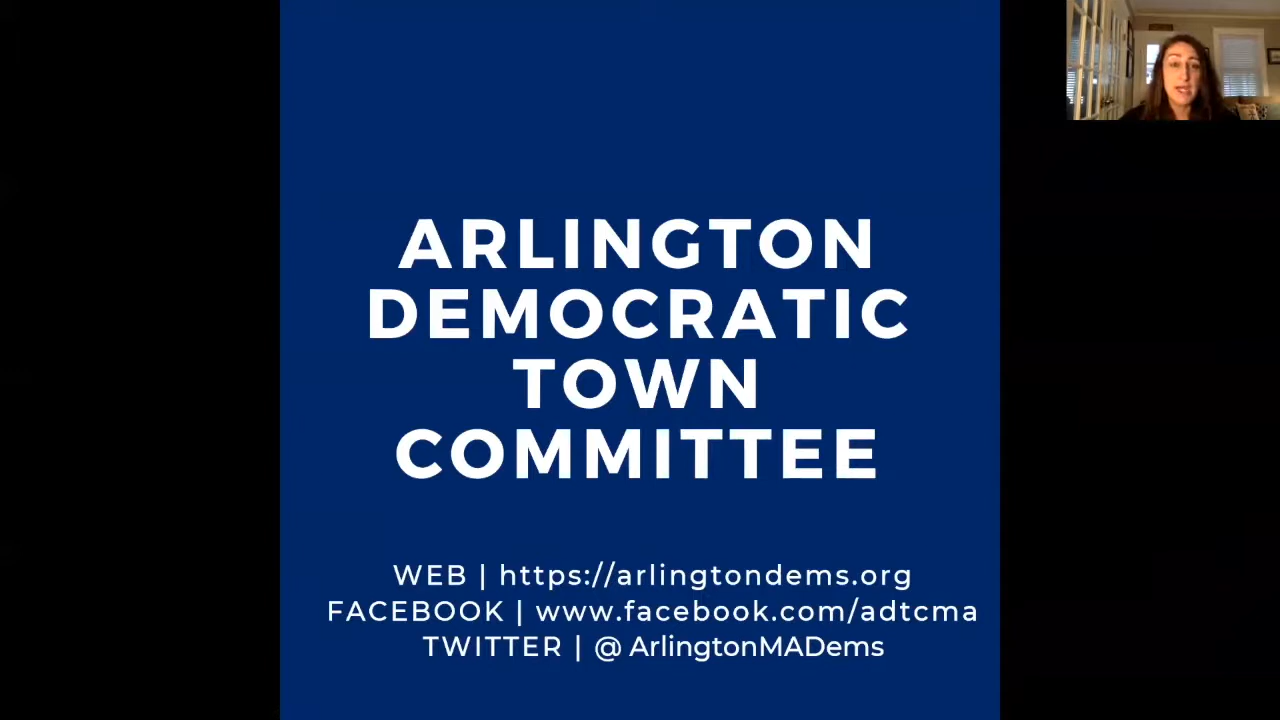 ARLINGTON
DEMOCRATIC
TOWN
COMMITTEE
WEB | https://arlingtondems.org
FACEBOOK | www.facebook.com/adtcma
TWITTER | @ ArlingtonMADems